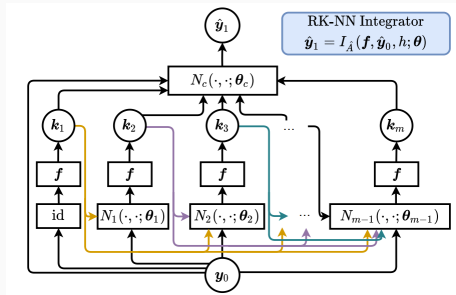 ŷ₁
RK-NN Integrator
ŷ₁ = I_Â(f, ŷ₀, h; θ)
N_c(·, ·; θ_c)
k₁ k₂ k₃ ... k_m
f f f f
id N₁(·, ·; θ₁) N₂(·, ·; θ₂) ... N_{m−1}(·, ·; θ_{m−1})
y₀